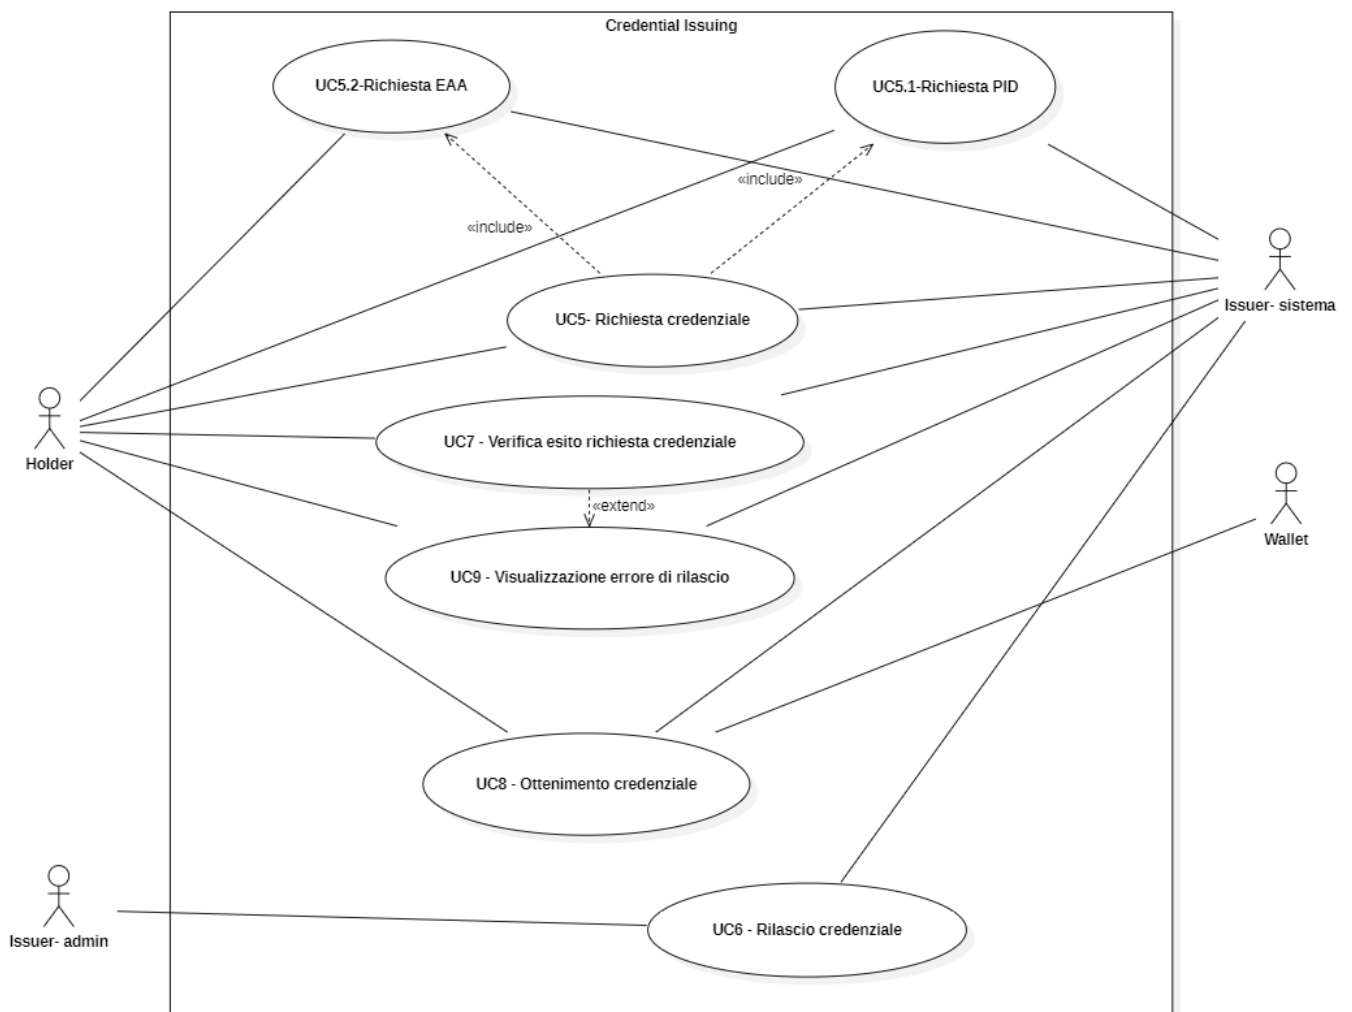 Credential Issuing
UC5.2-Richiesta EAA
UC5.1-Richiesta PID
«include»
«include»
Issuer- sistema
UC5- Richiesta credenziale
UC7 - Verifica esito richiesta credenziale
Holder
«extend»
Wallet
UC9 - Visualizzazione errore di rilascio
UC8 - Ottenimento credenziale
UC6 - Rilascio credenziale
Issuer- admin